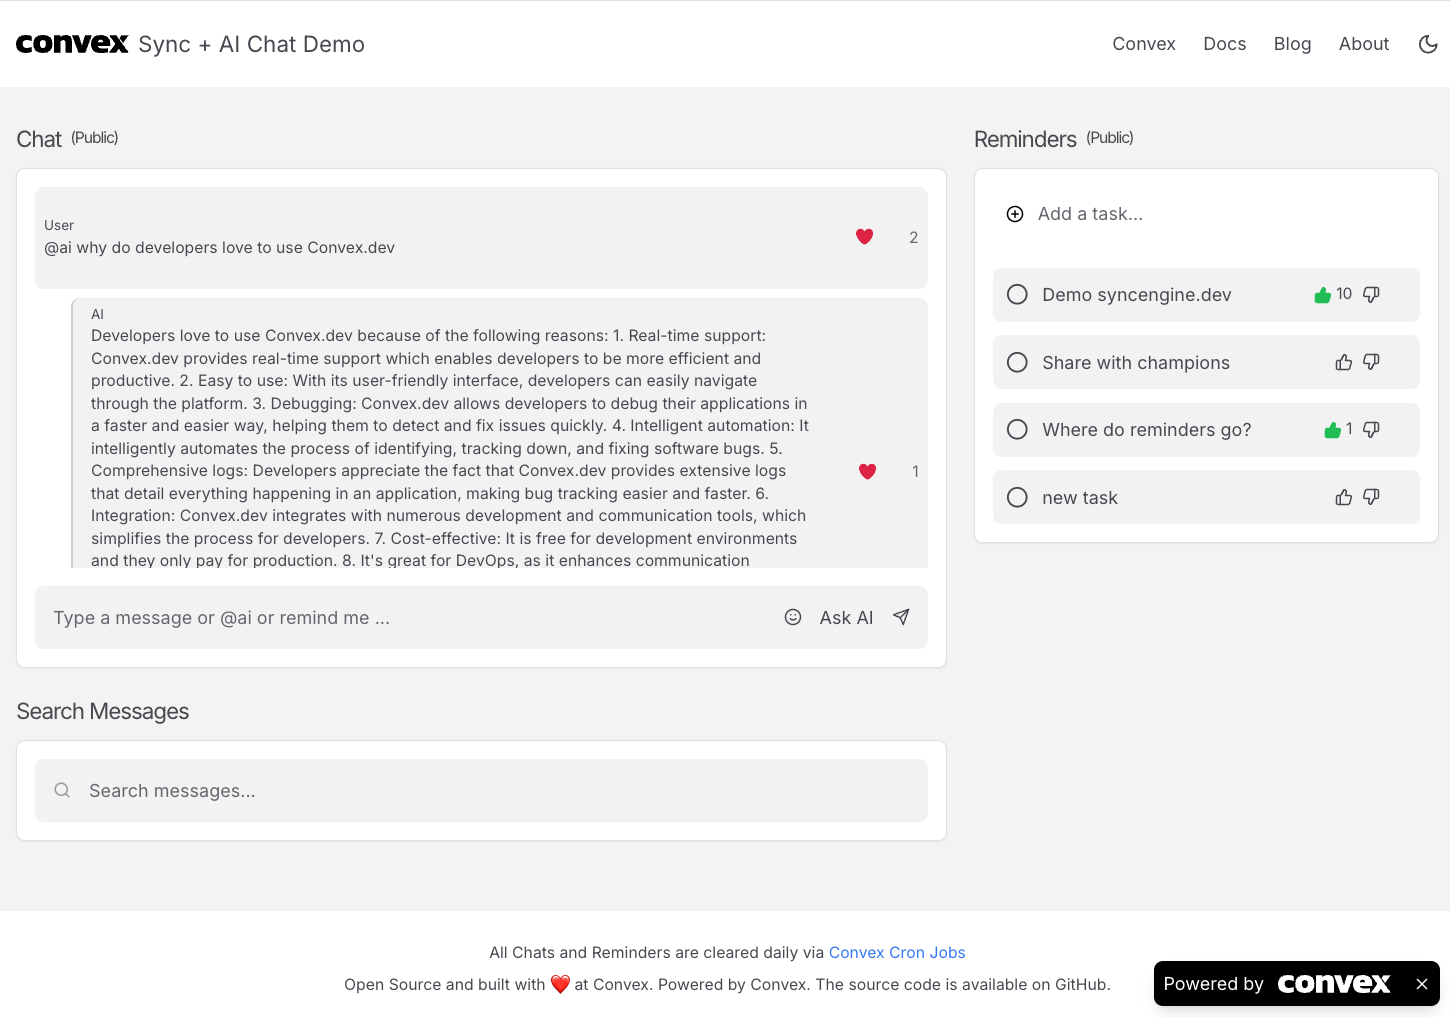 convex Sync + AI Chat Demo
Convex Docs Blog About
Chat (Public)
User
@ai why do developers love to use Convex.dev
2
AI
Developers love to use Convex.dev because of the following reasons: 1. Real-time support:
Convex.dev provides real-time support which enables developers to be more efficient and
productive. 2. Easy to use: With its user-friendly interface, developers can easily navigate
through the platform. 3. Debugging: Convex.dev allows developers to debug their applications in
a faster and easier way, helping them to detect and fix issues quickly. 4. Intelligent automation: It
intelligently automates the process of identifying, tracking down, and fixing software bugs. 5.
Comprehensive logs: Developers appreciate the fact that Convex.dev provides extensive logs
that detail everything happening in an application, making bug tracking easier and faster. 6.
Integration: Convex.dev integrates with numerous development and communication tools, which
simplifies the process for developers. 7. Cost-effective: It is free for development environments
and they only pay for production. 8. It's great for DevOps, as it enhances communication
1
Type a message or @ai or remind me ...
Ask AI
Search Messages
Search messages...
Reminders (Public)
Add a task...
Demo syncengine.dev 10
Share with champions
Where do reminders go? 1
new task
All Chats and Reminders are cleared daily via Convex Cron Jobs
Open Source and built with ❤️ at Convex. Powered by Convex. The source code is available on GitHub.
Powered by convex